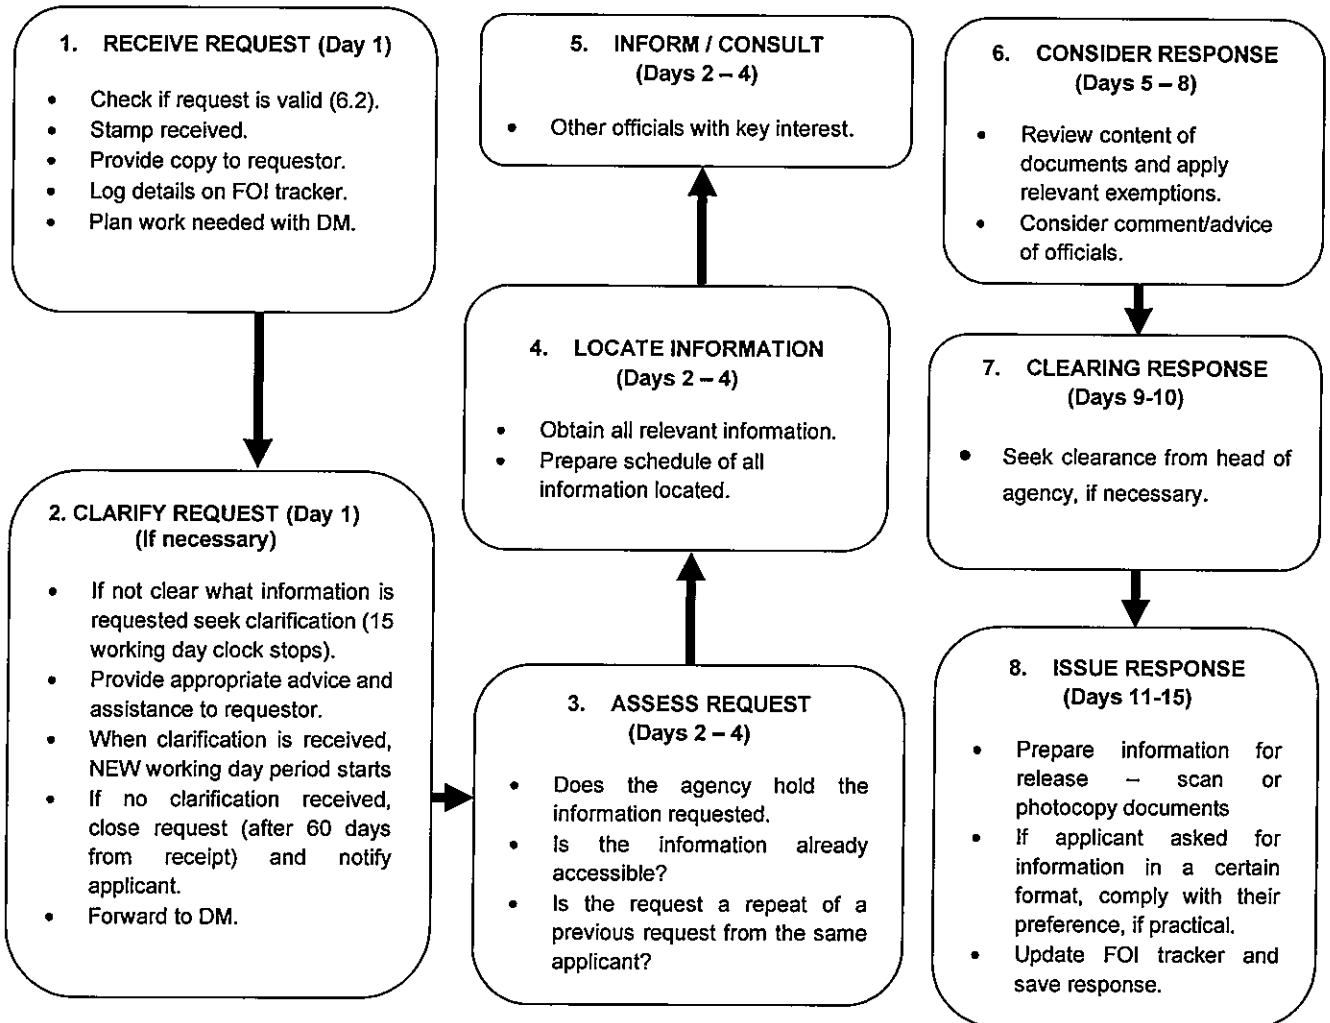 1. RECEIVE REQUEST (Day 1)
• Check if request is valid (6.2).
• Stamp received.
• Provide copy to requestor.
• Log details on FOI tracker.
• Plan work needed with DM.
2. CLARIFY REQUEST (Day 1)
(If necessary)
• If not clear what information is
requested seek clarification (15
working day clock stops).
• Provide appropriate advice and
assistance to requestor.
• When clarification is received,
NEW working day period starts
• If no clarification received,
close request (after 60 days
from receipt) and notify
applicant.
• Forward to DM.
3. ASSESS REQUEST
(Days 2 – 4)
• Does the agency hold the
information requested.
• Is the information already
accessible?
• Is the request a repeat of a
previous request from the same
applicant?
4. LOCATE INFORMATION
(Days 2 – 4)
• Obtain all relevant information.
• Prepare schedule of all
information located.
5. INFORM / CONSULT
(Days 2 – 4)
• Other officials with key interest.
6. CONSIDER RESPONSE
(Days 5 – 8)
• Review content of
documents and apply
relevant exemptions.
• Consider comment/advice
of officials.
7. CLEARING RESPONSE
(Days 9-10)
• Seek clearance from head of
agency, if necessary.
8. ISSUE RESPONSE
(Days 11-15)
• Prepare information for
release – scan or
photocopy documents
• If applicant asked for
information in a certain
format, comply with their
preference, if practical.
• Update FOI tracker and
save response.